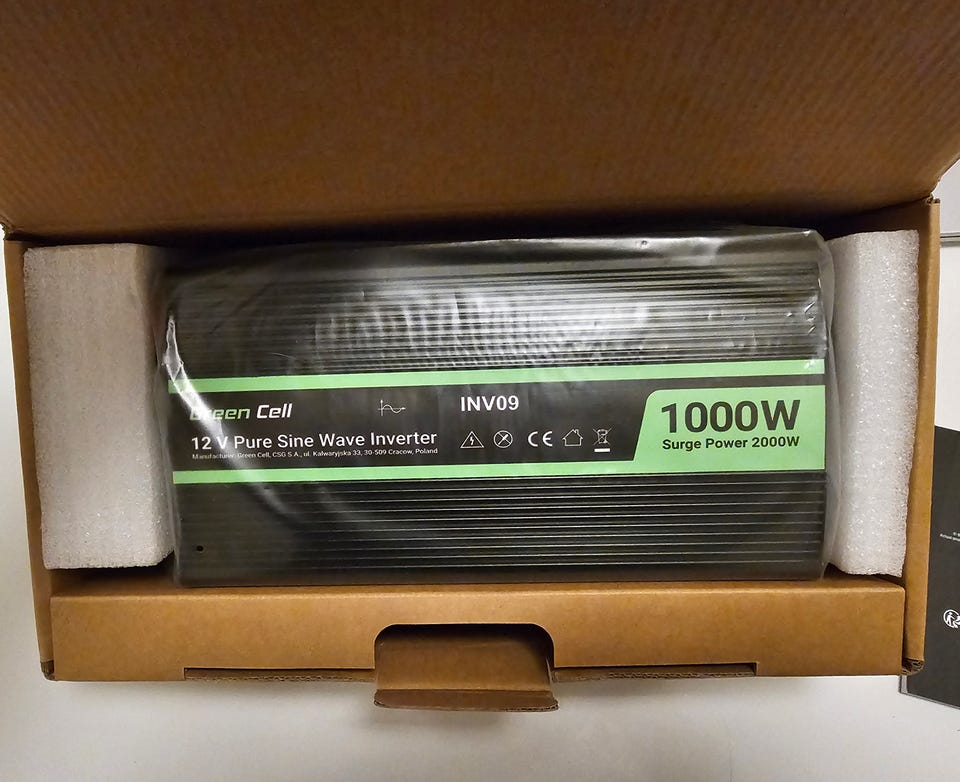 Green Cell
INV09
12 V Pure Sine Wave Inverter
Manufacturer: Green Cell, CSG S.A., ul. Kalwaryjska 33, 30-509 Cracow, Poland
CE
1000W
Surge Power 2000W